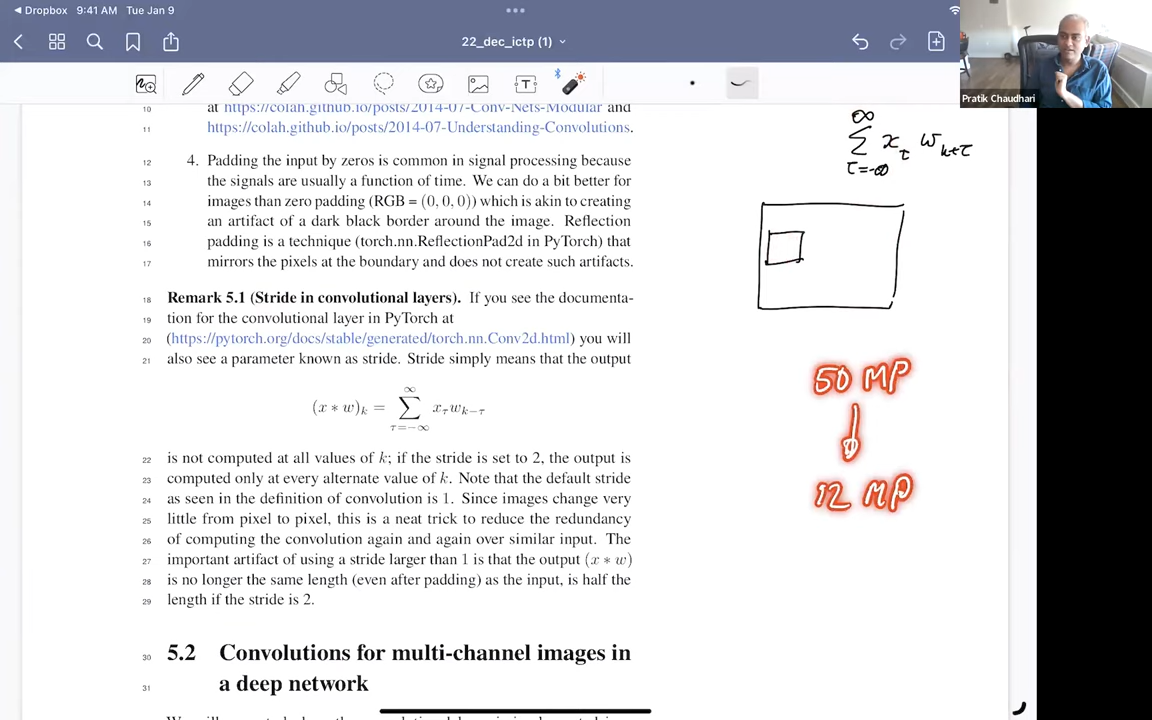 Dropbox 9:41 AM Tue Jan 9
22_dec_ictp (1)
T
Pratik Chaudhari
10 at https://colah.github.io/posts/2014-07-Conv-Nets-Modular and
11 https://colah.github.io/posts/2014-07-Understanding-Convolutions.
12 4. Padding the input by zeros is common in signal processing because
13 the signals are usually a function of time. We can do a bit better for
14 images than zero padding (RGB = (0, 0, 0)) which is akin to creating
15 an artifact of a dark black border around the image. Reflection
16 padding is a technique (torch.nn.ReflectionPad2d in PyTorch) that
17 mirrors the pixels at the boundary and does not create such artifacts.
18 Remark 5.1 (Stride in convolutional layers). If you see the documenta-
19 tion for the convolutional layer in PyTorch at
20 (https://pytorch.org/docs/stable/generated/torch.nn.Conv2d.html) you will
21 also see a parameter known as stride. Stride simply means that the output
(x ∗ w)_k = ∑_{τ=−∞}^{∞} x_τ w_{k−τ}
22 is not computed at all values of k; if the stride is set to 2, the output is
23 computed only at every alternate value of k. Note that the default stride
24 as seen in the definition of convolution is 1. Since images change very
25 little from pixel to pixel, this is a neat trick to reduce the redundancy
26 of computing the convolution again and again over similar input. The
27 important artifact of using a stride larger than 1 is that the output (x ∗ w)
28 is no longer the same length (even after padding) as the input, is half the
29 length if the stride is 2.
30 5.2 Convolutions for multi-channel images in
31 a deep network
∑_{τ=−∞}^{∞} x_τ w_{k+τ}
50 MP
12 MP